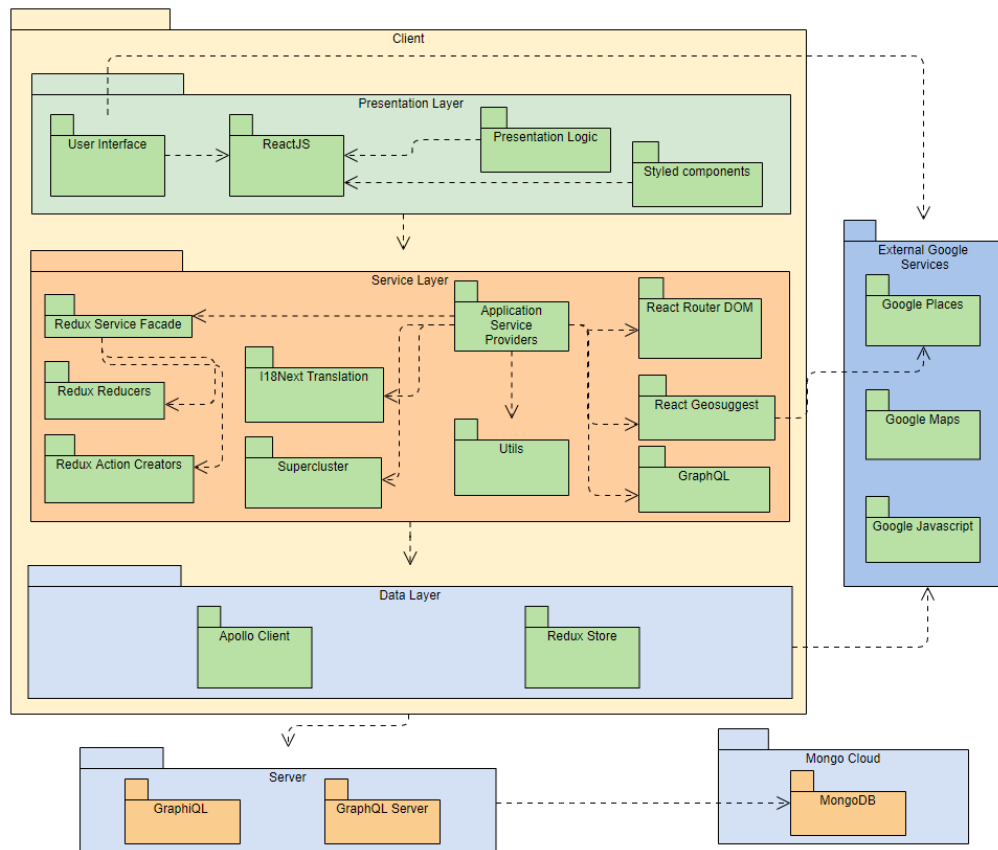 Client
Presentation Layer
User Interface
ReactJS
Presentation Logic
Styled components
External Google
Services
Google Places
Google Maps
Google Javascript
Service Layer
Redux Service Facade
Application
Service
Providers
React Router DOM
I18Next Translation
Redux Reducers
React Geosuggest
Redux Action Creators
Supercluster
Utils
GraphQL
Data Layer
Apollo Client
Redux Store
Server
GraphiQL
GraphQL Server
Mongo Cloud
MongoDB